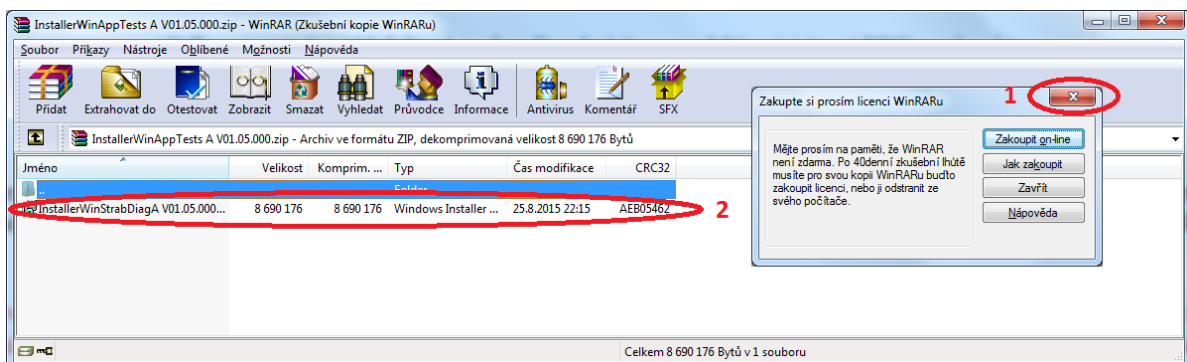 InstallerWinAppTests A V01.05.000.zip - WinRAR (Zkušební kopie WinRARu)
Soubor Příkazy Nástroje Oblíbené Možnosti Nápověda
Přidat Extrahovat do Otestovat Zobrazit Smazat Vyhledat Průvodce Informace Antivirus Komentář SFX
InstallerWinAppTests A V01.05.000.zip - Archiv ve formátu ZIP, dekomprimovaná velikost 8 690 176 Bytů
Jméno Velikost Komprim. ... Typ Čas modifikace CRC32
.. Folder
InstallerWinStrabDiagA V01.05.000... 8 690 176 8 690 176 Windows Installer ... 25.8.2015 22:15 AEB05462
2
Zakupte si prosím licenci WinRARu
1
Mějte prosím na paměti, že WinRAR
není zdarma. Po 40denní zkušební lhůtě
musíte pro svou kopii WinRARu buďto
zakoupit licenci, nebo ji odstranit ze
svého počítače.
Zakoupit on-line
Jak zakoupit
Zavřít
Nápověda
Celkem 8 690 176 Bytů v 1 souboru